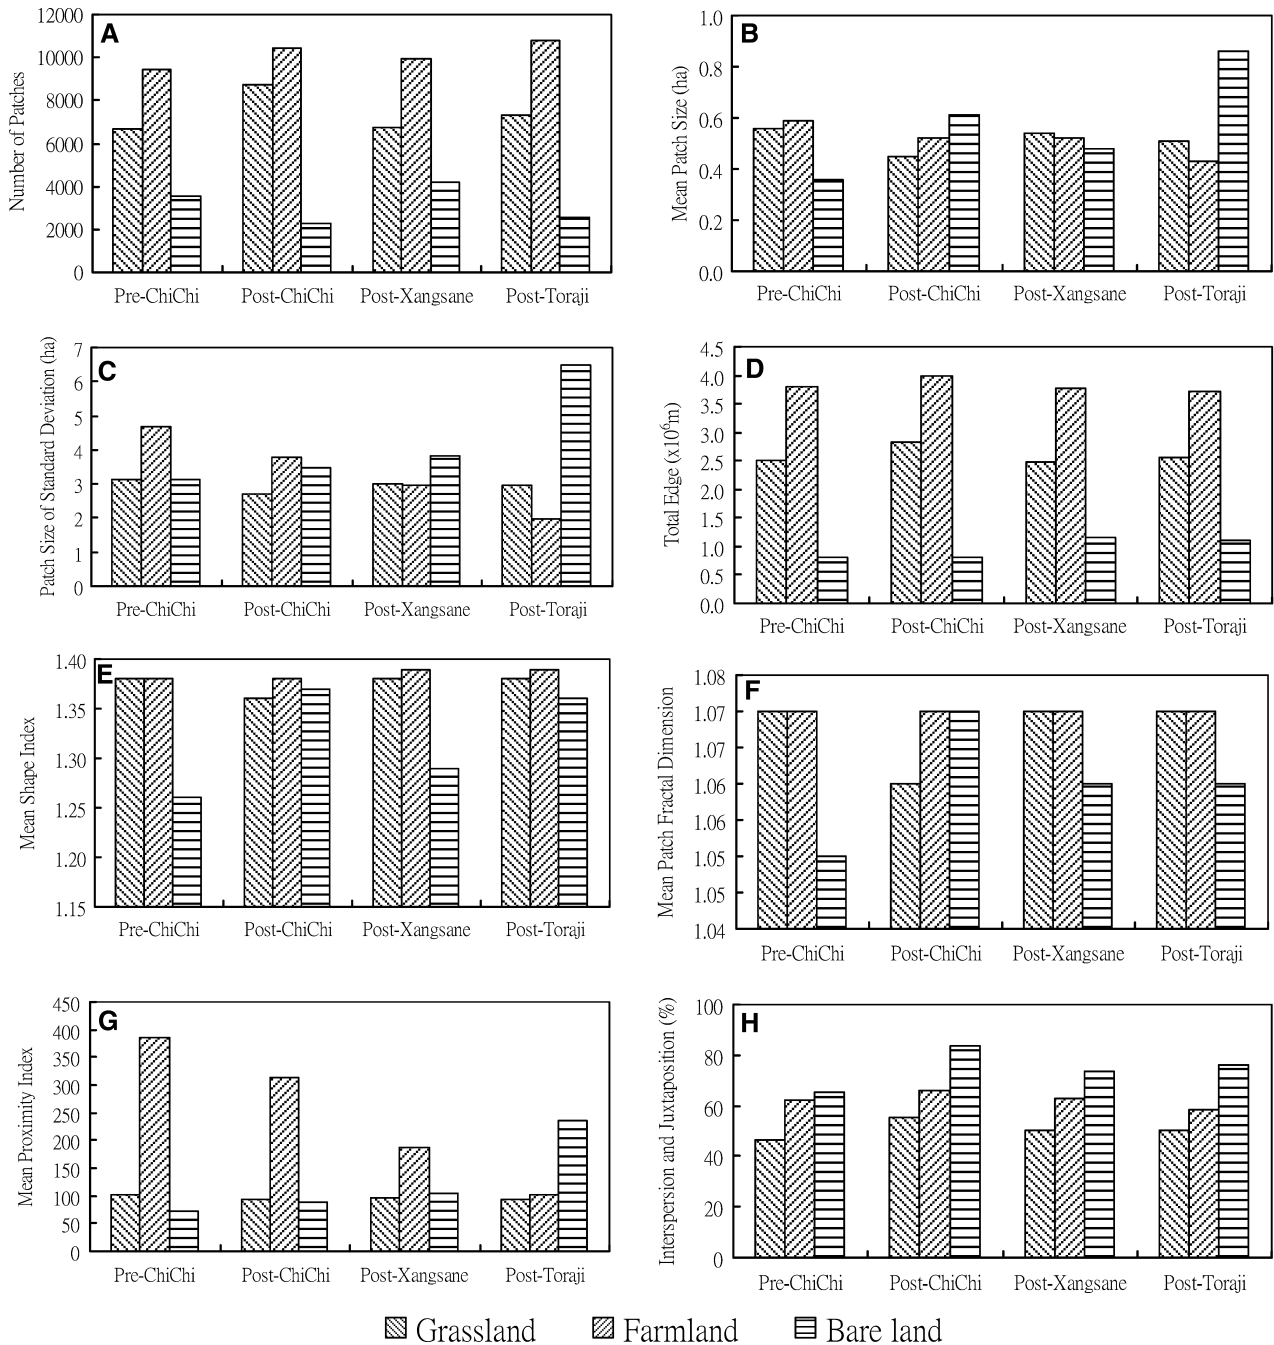 A
Number of Patches
12000
10000
8000
6000
4000
2000
0
Pre-ChiChi Post-ChiChi Post-Xangsane Post-Toraji
B
Mean Patch Size (ha)
1.0
0.8
0.6
0.4
0.2
0.0
Pre-ChiChi Post-ChiChi Post-Xangsane Post-Toraji
C
Patch Size of Standard Deviation (ha)
7
6
5
4
3
2
1
0
Pre-ChiChi Post-ChiChi Post-Xangsane Post-Toraji
D
Total Edge (x10⁶m)
4.5
4.0
3.5
3.0
2.5
2.0
1.5
1.0
0.5
0.0
Pre-ChiChi Post-ChiChi Post-Xangsane Post-Toraji
E
Mean Shape Index
1.40
1.35
1.30
1.25
1.20
1.15
Pre-ChiChi Post-ChiChi Post-Xangsane Post-Toraji
F
Mean Patch Fractal Dimension
1.08
1.07
1.07
1.06
1.06
1.05
1.05
1.04
Pre-ChiChi Post-ChiChi Post-Xangsane Post-Toraji
G
Mean Proximity Index
450
400
350
300
250
200
150
100
50
0
Pre-ChiChi Post-ChiChi Post-Xangsane Post-Toraji
H
Interspersion and Juxtaposition (%)
100
80
60
40
20
0
Pre-ChiChi Post-ChiChi Post-Xangsane Post-Toraji
Grassland Farmland Bare land